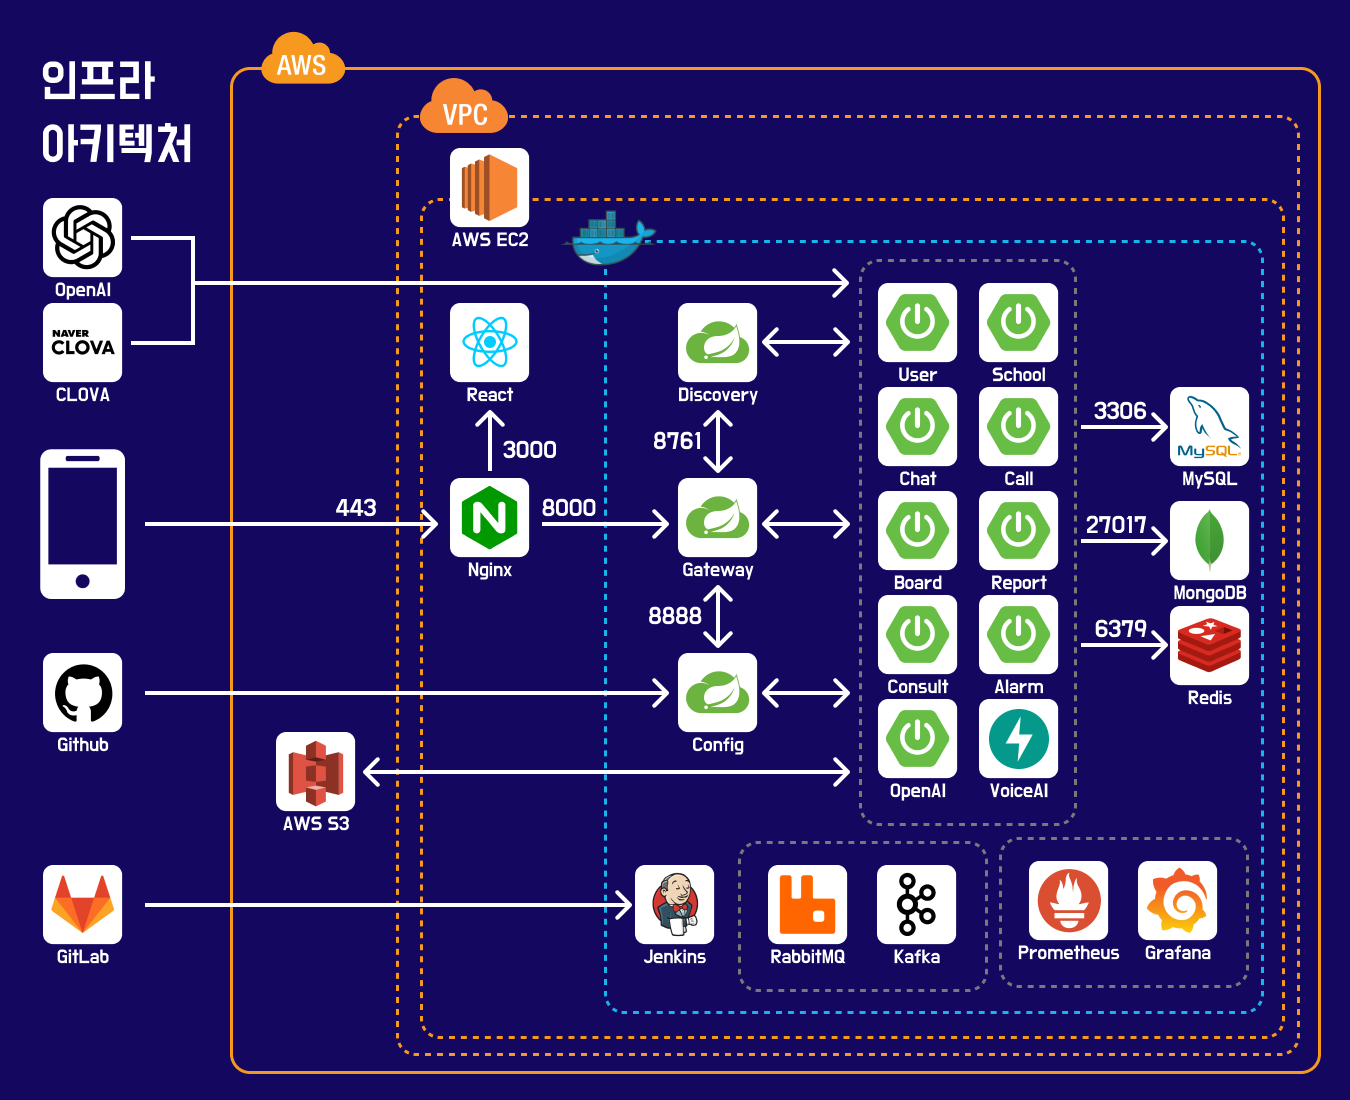 인프라
아키텍처
AWS
VPC
AWS EC2
OpenAI
NAVER
CLOVA
CLOVA
React
3000
443
Nginx
8000
Discovery
8761
Gateway
8888
Config
Github
AWS S3
GitLab
User
School
Chat
Call
Board
Report
Consult
Alarm
OpenAI
VoiceAI
3306
MySQL
MySQL
27017
MongoDB
6379
Redis
Jenkins
RabbitMQ
Kafka
Prometheus
Grafana